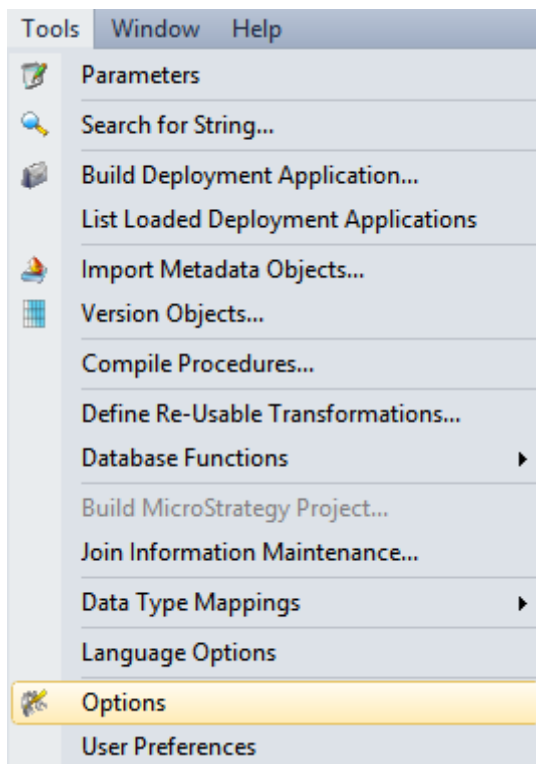 Tools Window Help
Parameters
Search for String...
Build Deployment Application...
List Loaded Deployment Applications
Import Metadata Objects...
Version Objects...
Compile Procedures...
Define Re-Usable Transformations...
Database Functions
Build MicroStrategy Project...
Join Information Maintenance...
Data Type Mappings
Language Options
Options
User Preferences